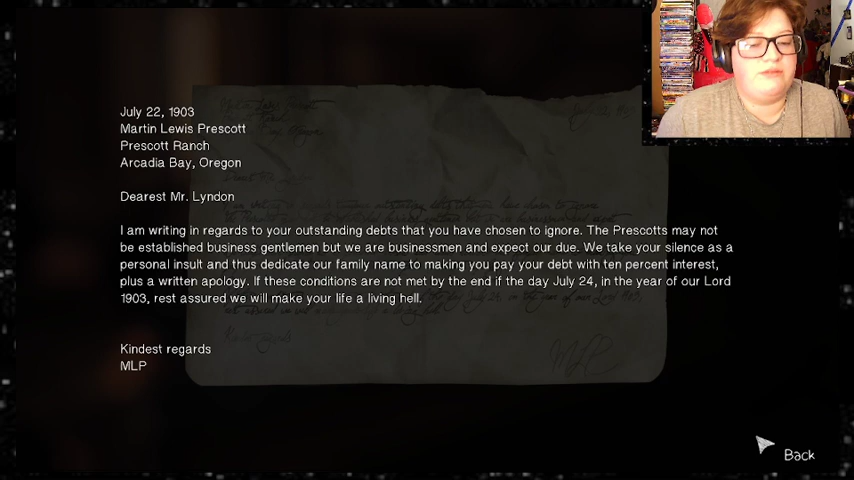 July 22, 1903
Martin Lewis Prescott
Prescott Ranch
Arcadia Bay, Oregon
Dearest Mr. Lyndon
I am writing in regards to your outstanding debts that you have chosen to ignore. The Prescotts may not
be established business gentlemen but we are businessmen and expect our due. We take your silence as a
personal insult and thus dedicate our family name to making you pay your debt with ten percent interest,
plus a written apology. If these conditions are not met by the end if the day July 24, in the year of our Lord
1903, rest assured we will make your life a living hell.
Kindest regards
MLP
Back